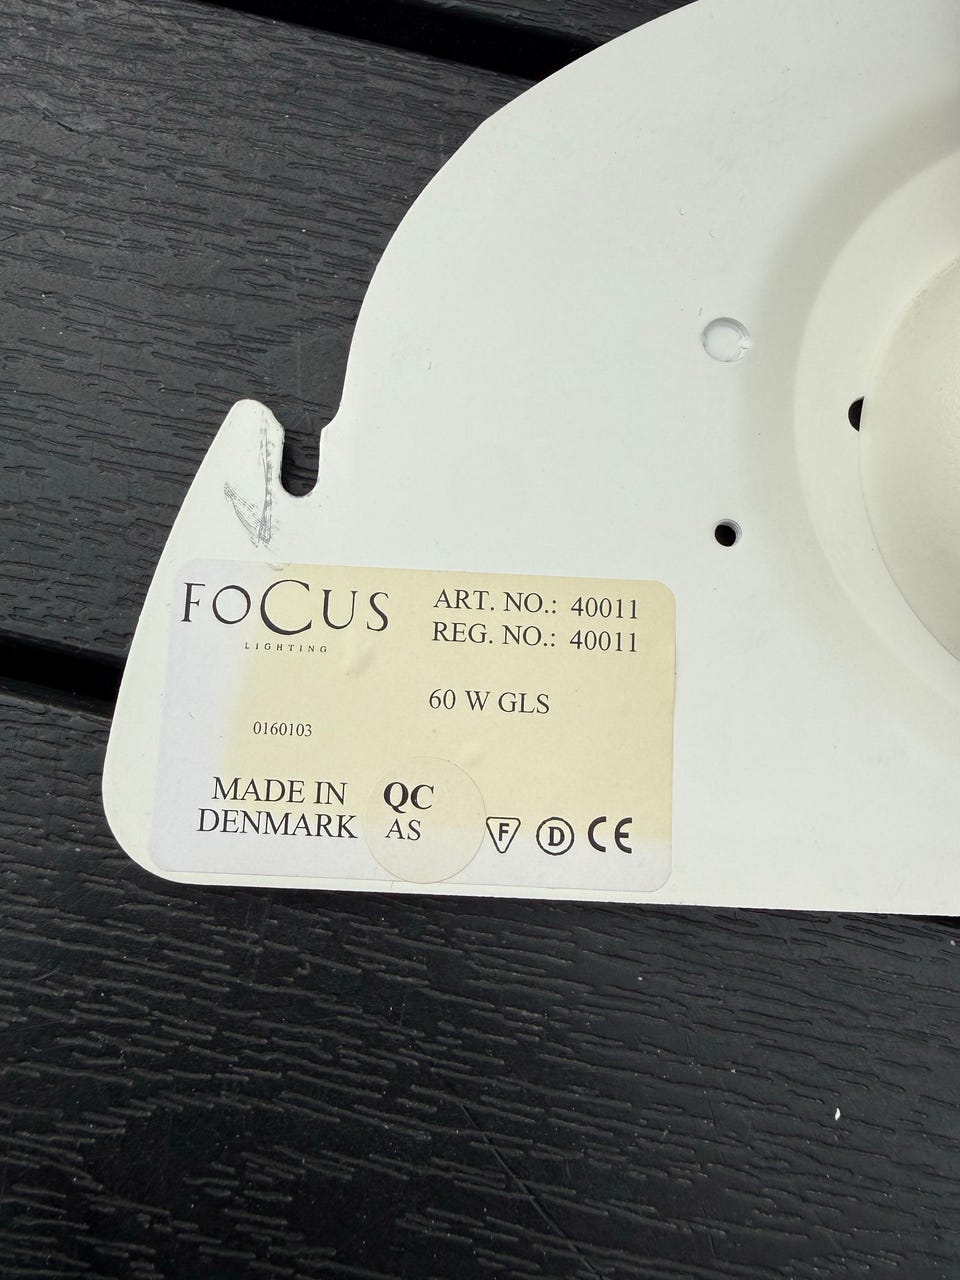 FOCUS
LIGHTING
ART. NO.: 40011
REG. NO.: 40011
60 W GLS
0160103
MADE IN
DENMARK
QC
AS
F D CE